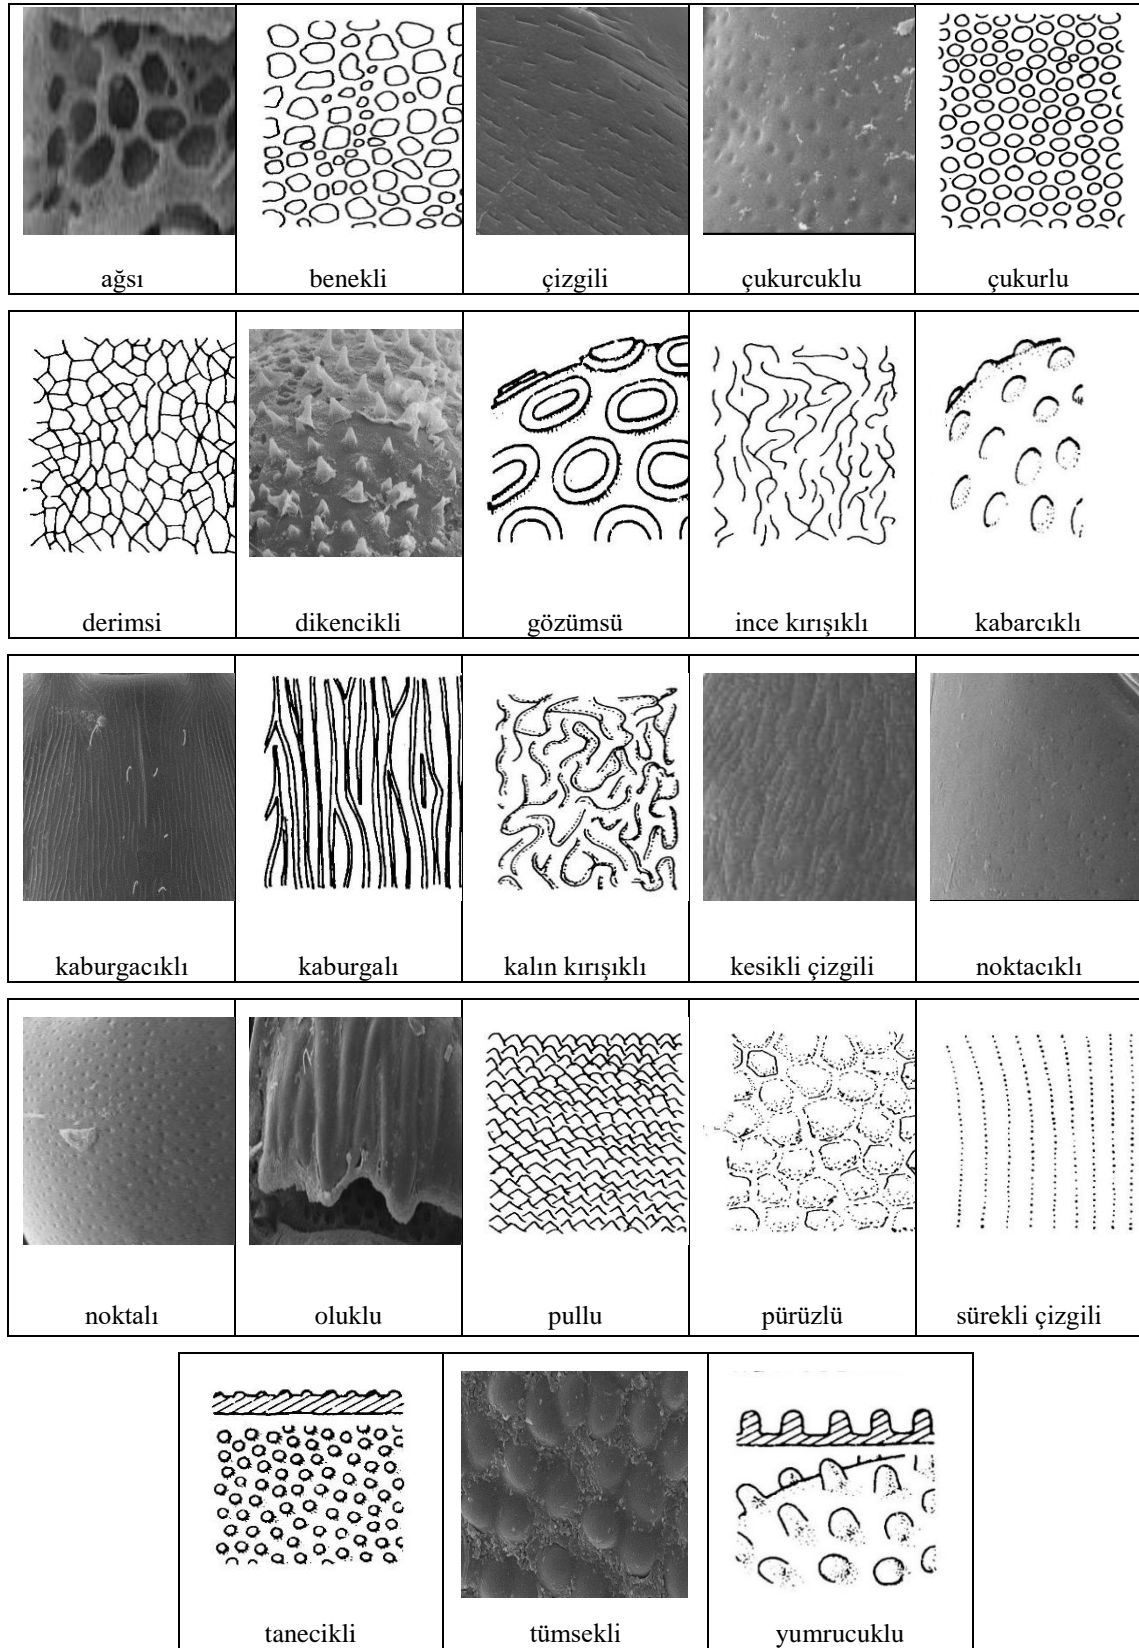 ağsı benekli çizgili çukurcuklu çukurlu
derimsi dikencikli gözümsü ince kırışıklı kabarcıklı
kaburgacıklı kaburgalı kalın kırışıklı kesikli çizgili noktacıklı
noktalı oluklu pullu pürüzlü sürekli çizgili
tanecikli tümsekli yumrucuklu